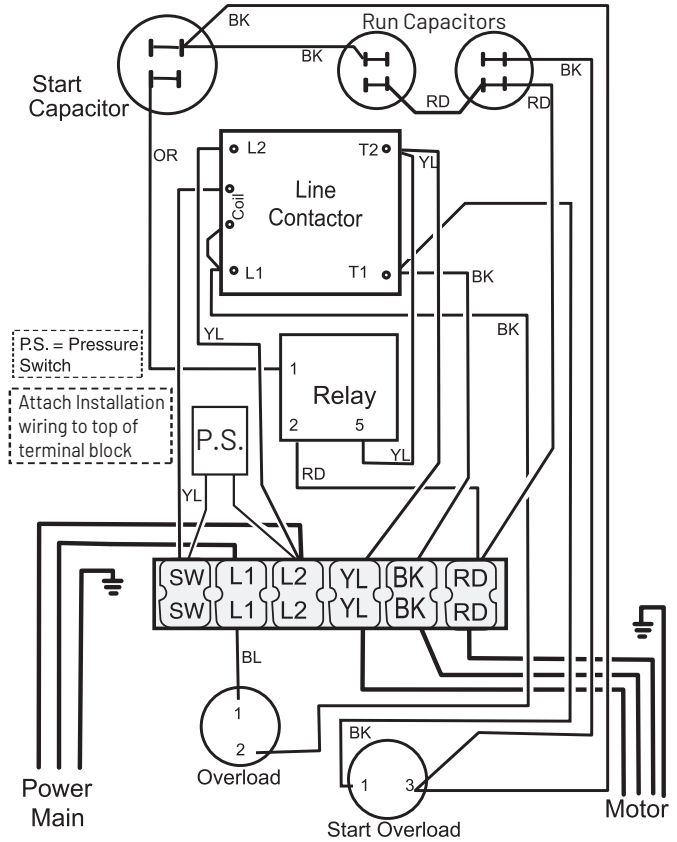 BK
Run Capacitors
BK
BK
Start
Capacitor
RD
RD
OR
L2
T2
YL
Coil
Line
Contactor
L1
T1
BK
BK
YL
P.S. = Pressure
Switch
1
Relay
2
5
Attach Installation
wiring to top of
terminal block
P.S.
YL
RD
YL
SW
L1
L2
YL
BK
RD
SW
L1
L2
YL
BK
RD
BL
1
2
Overload
BK
1
3
Start Overload
Power
Main
Motor